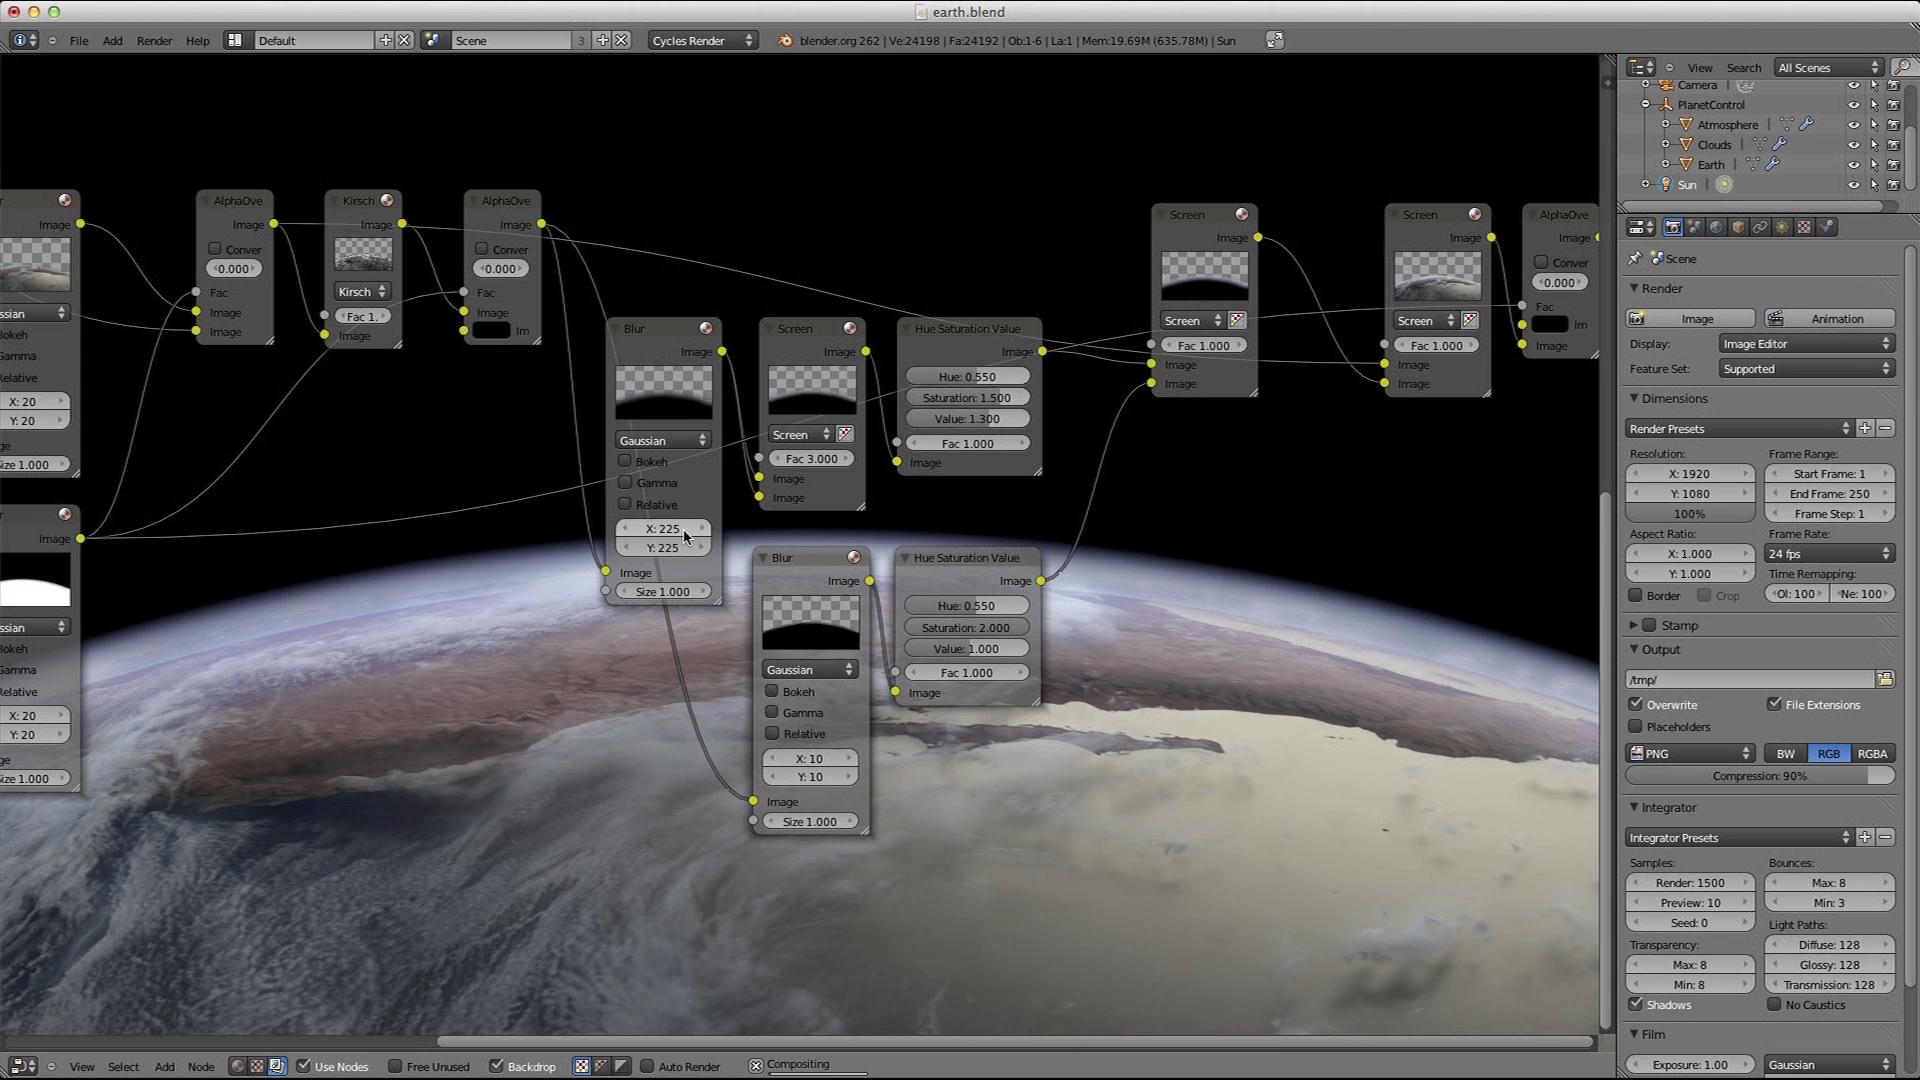 earth.blend
File Add Render Help Default Scene 3 Cycles Render blender.org 262 | Ve:24198 | Fa:24192 | Ob:1-6 | La:1 | Mem:19.69M (635.78M) | Sun
View Search All Scenes
Camera
PlanetControl
Atmosphere
Clouds
Earth
Sun
r
Image
ssian
Bokeh
Gamma
Relative
X: 20
Y: 20
ge
Size 1.000
Image
ssian
Bokeh
Gamma
Relative
X: 20
Y: 20
ge
Size 1.000
AlphaOve
Image
Conver
0.000
Fac
Image
Image
Kirsch
Image
Kirsch
Fac 1.
Image
AlphaOve
Image
Conver
0.000
Fac
Image
Im
Blur
Image
Gaussian
Bokeh
Gamma
Relative
X: 225
Y: 225
Image
Size 1.000
Screen
Image
Screen
Fac 3.000
Image
Image
Hue Saturation Value
Image
Hue: 0.550
Saturation: 1.500
Value: 1.300
Fac 1.000
Image
Blur
Image
Gaussian
Bokeh
Gamma
Relative
X: 10
Y: 10
Image
Size 1.000
Hue Saturation Value
Image
Hue: 0.550
Saturation: 2.000
Value: 1.000
Fac 1.000
Image
Screen
Image
Screen
Fac 1.000
Image
Image
Screen
Image
Screen
Fac 1.000
Image
Image
AlphaOve
Image
Conver
0.000
Fac
Im
Image
Scene
Render
Image Animation
Display: Image Editor
Feature Set: Supported
Dimensions
Render Presets
Resolution: Frame Range:
X: 1920 Start Frame: 1
Y: 1080 End Frame: 250
100% Frame Step: 1
Aspect Ratio: Frame Rate:
X: 1.000 24 fps
Y: 1.000 Time Remapping:
Border Crop Ol: 100 Ne: 100
Stamp
Output
/tmp/
Overwrite File Extensions
Placeholders
PNG BW RGB RGBA
Compression: 90%
Integrator
Integrator Presets
Samples: Bounces:
Render: 1500 Max: 8
Preview: 10 Min: 3
Seed: 0 Light Paths:
Transparency: Diffuse: 128
Max: 8 Glossy: 128
Min: 8 Transmission: 128
Shadows No Caustics
Film
Exposure: 1.00 Gaussian
View Select Add Node Use Nodes Free Unused Backdrop Auto Render Compositing